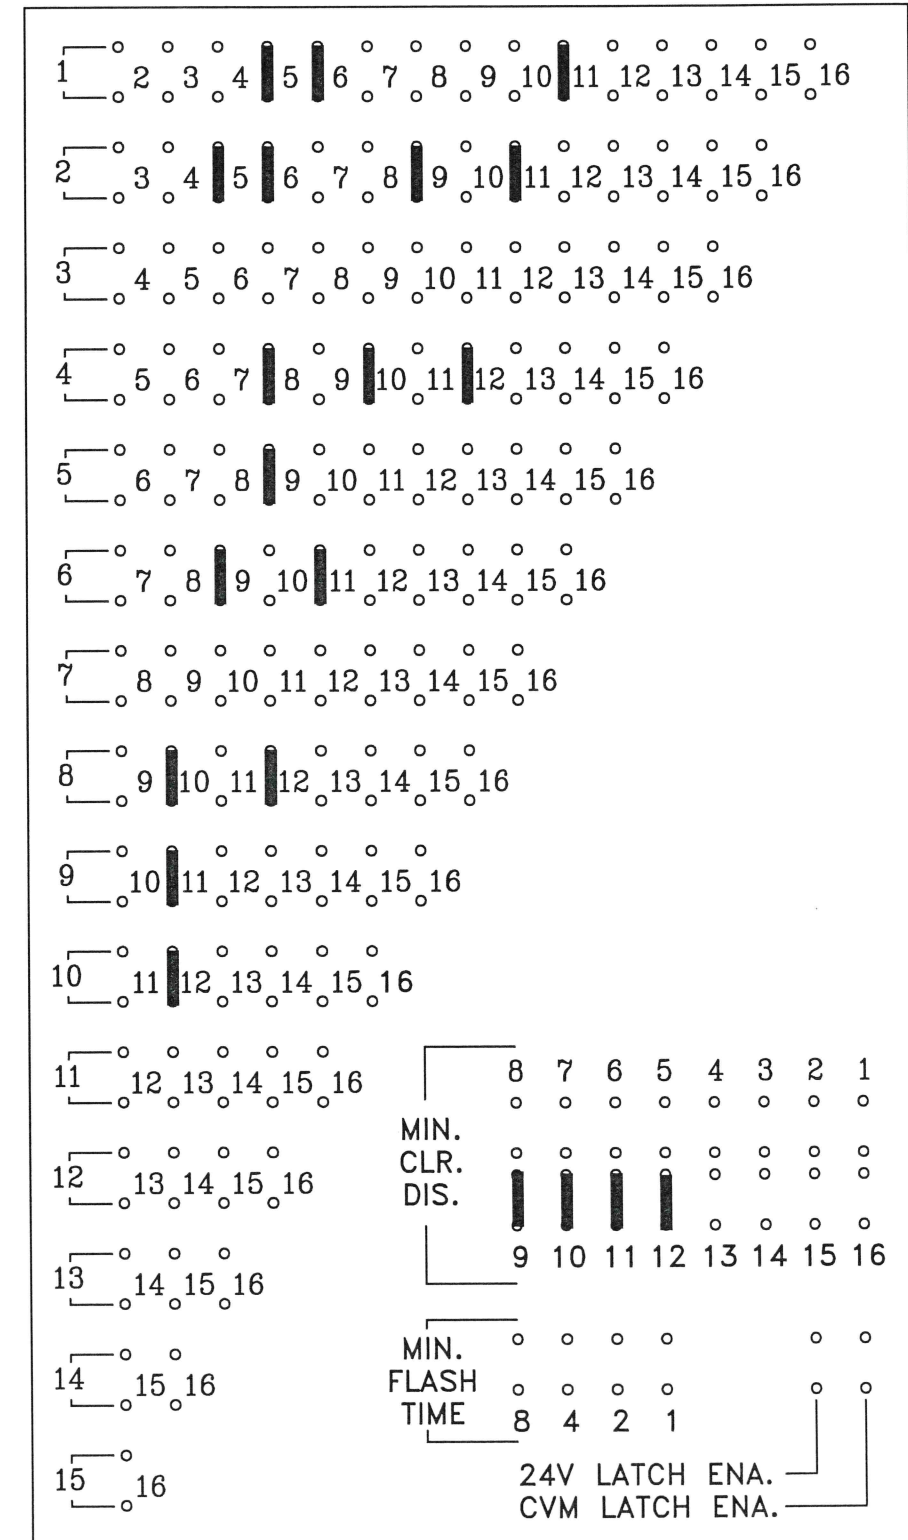 1 2 3 4 5 6 7 8 9 10 11 12 13 14 15 16
2 3 4 5 6 7 8 9 10 11 12 13 14 15 16
3 4 5 6 7 8 9 10 11 12 13 14 15 16
4 5 6 7 8 9 10 11 12 13 14 15 16
5 6 7 8 9 10 11 12 13 14 15 16
6 7 8 9 10 11 12 13 14 15 16
7 8 9 10 11 12 13 14 15 16
8 9 10 11 12 13 14 15 16
9 10 11 12 13 14 15 16
10 11 12 13 14 15 16
11 12 13 14 15 16
12 13 14 15 16
13 14 15 16
14 15 16
15 16
8 7 6 5 4 3 2 1
MIN.
CLR.
DIS.
9 10 11 12 13 14 15 16
MIN.
FLASH
TIME
8 4 2 1
24V LATCH ENA.
CVM LATCH ENA.